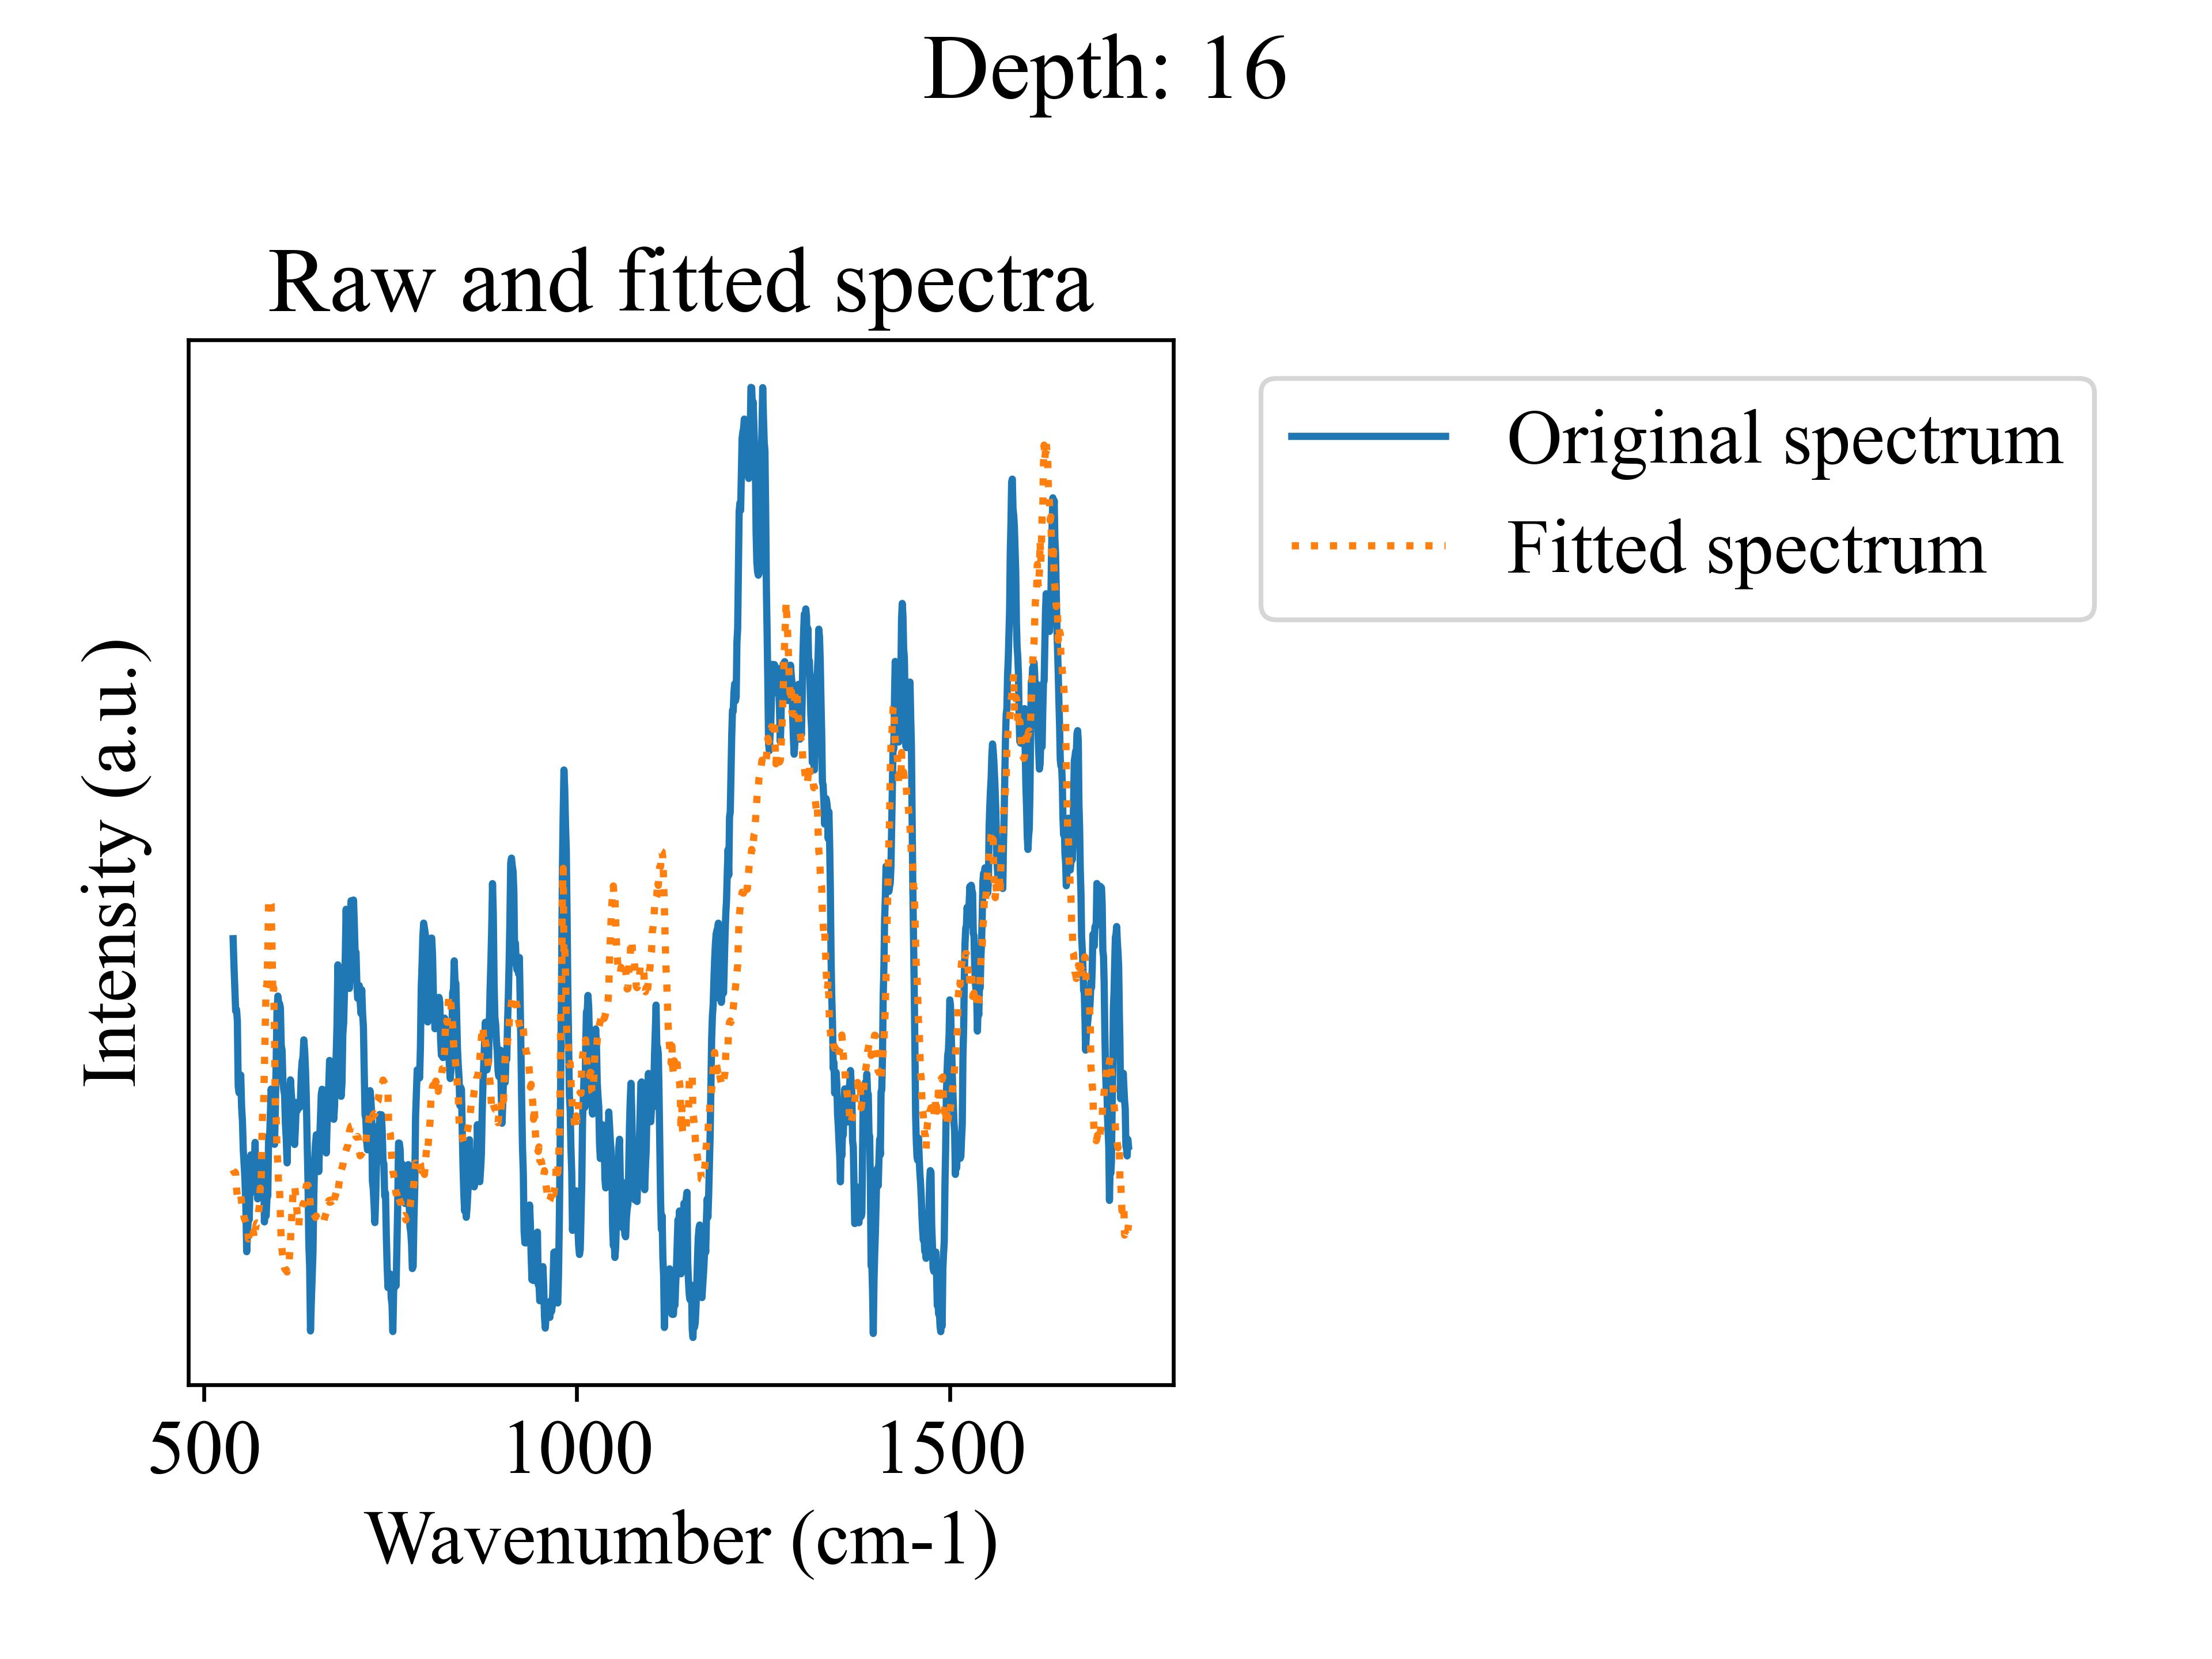 Depth: 16
Raw and fitted spectra
Original spectrum
Fitted spectrum
Intensity (a.u.)
500 1000 1500
Wavenumber (cm-1)